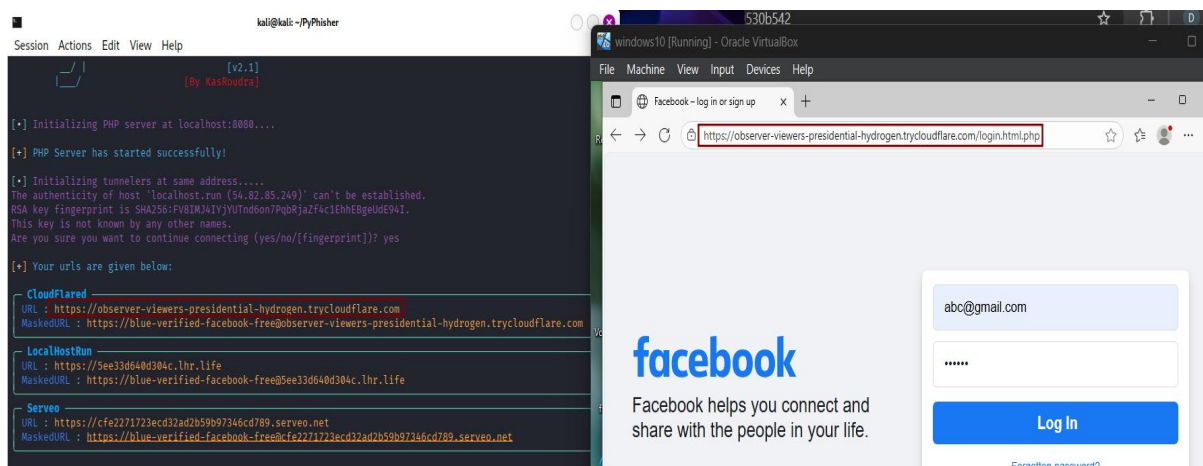 kali@kali: ~/PyPhisher
Session Actions Edit View Help
[v2.1]
[By KasRoudra]
[•] Initializing PHP server at localhost:8080....
[+] PHP Server has started successfully!
[•] Initializing tunnelers at same address.....
The authenticity of host 'localhost.run (54.82.85.249)' can't be established.
RSA key fingerprint is SHA256:FV8IMJ4IYjYUTnd6on7PqbRjaZf4c1EhhEBgeUdE94I.
This key is not known by any other names.
Are you sure you want to continue connecting (yes/no/[fingerprint])? yes
[+] Your urls are given below:
CloudFlared
URL : https://observer-viewers-presidential-hydrogen.trycloudflare.com
MaskedURL : https://blue-verified-facebook-free@observer-viewers-presidential-hydrogen.trycloudflare.com
LocalHostRun
URL : https://5ee33d640d304c.lhr.life
MaskedURL : https://blue-verified-facebook-free@5ee33d640d304c.lhr.life
Serveo
URL : https://cfe2271723ecd32ad2b59b97346cd789.serveo.net
MaskedURL : https://blue-verified-facebook-free@cfe2271723ecd32ad2b59b97346cd789.serveo.net
530b542
D
windows10 [Running] - Oracle VirtualBox
File Machine View Input Devices Help
Facebook – log in or sign up
https://observer-viewers-presidential-hydrogen.trycloudflare.com/login.html.php
facebook
Facebook helps you connect and
share with the people in your life.
abc@gmail.com
••••••
Log In
Forgotten password?